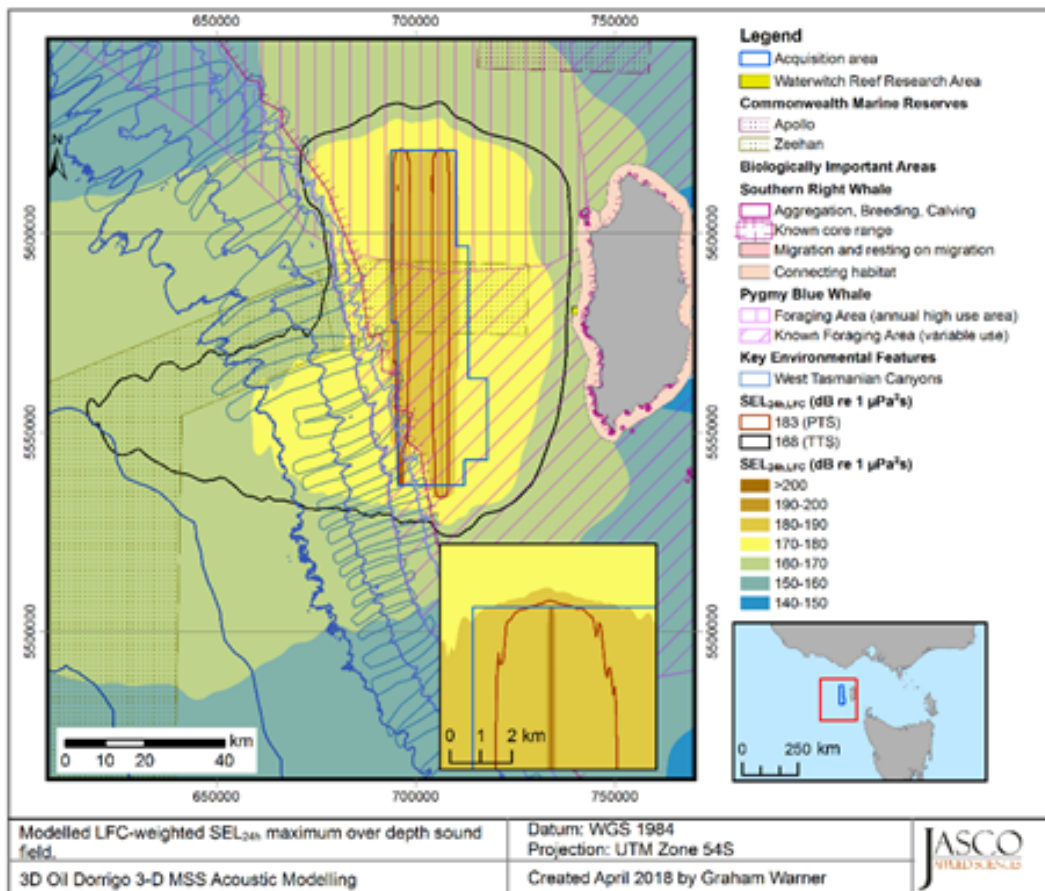 650000
700000
750000
5600000
5550000
5500000
5600000
5550000
5500000
N
km
0 10 20 40
0 1 2 km
650000
700000
750000
Legend
Acquisition area
Waterwitch Reef Research Area
Commonwealth Marine Reserves
Apollo
Zeehan
Biologically Important Areas
Southern Right Whale
Aggregation, Breeding, Calving
Known core range
Migration and resting on migration
Connecting habitat
Pygmy Blue Whale
Foraging Area (annual high use area)
Known Foraging Area (variable use)
Key Environmental Features
West Tasmanian Canyons
SEL24h,LFC (dB re 1 µPa²s)
183 (PTS)
168 (TTS)
SEL24h,LFC (dB re 1 µPa²s)
>200
190-200
180-190
170-180
160-170
150-160
140-150
0 250 km
Modelled LFC-weighted SEL24h maximum over depth sound
field.
3D Oil Dorrigo 3-D MSS Acoustic Modelling
Datum: WGS 1984
Projection: UTM Zone 54S
Created April 2018 by Graham Warner
JASCO
APPLIED SCIENCES